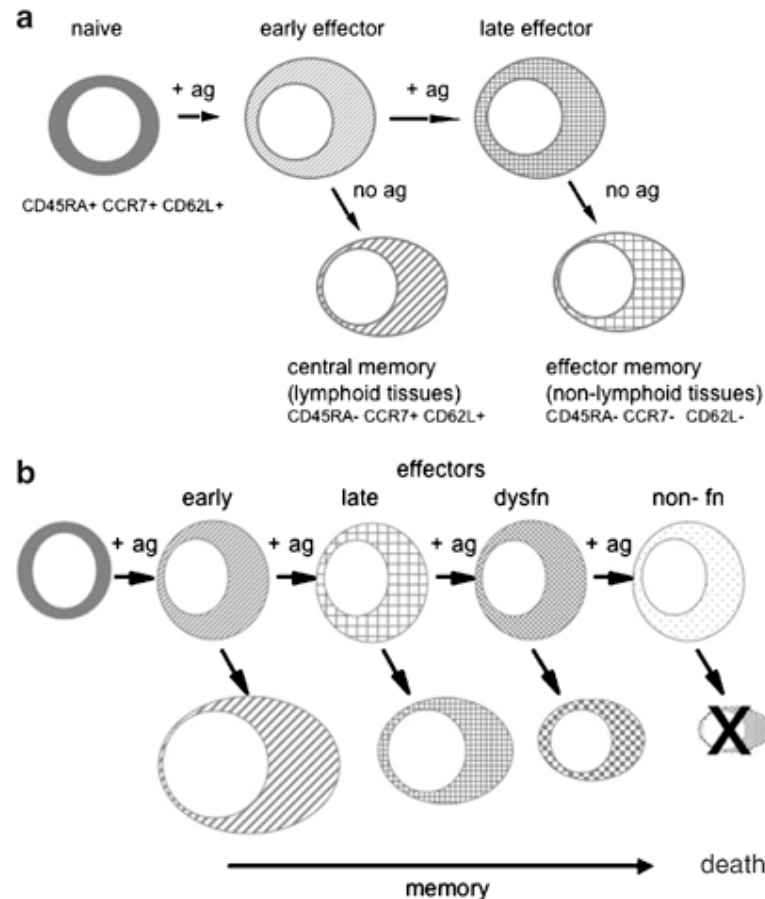 a
naive early effector late effector
+ ag + ag
CD45RA+ CCR7+ CD62L+
no ag no ag
central memory
(lymphoid tissues)
CD45RA- CCR7+ CD62L+
effector memory
(non-lymphoid tissues)
CD45RA- CCR7- CD62L-
b
effectors
early late dysfn non- fn
+ ag + ag + ag + ag
X
death
memory